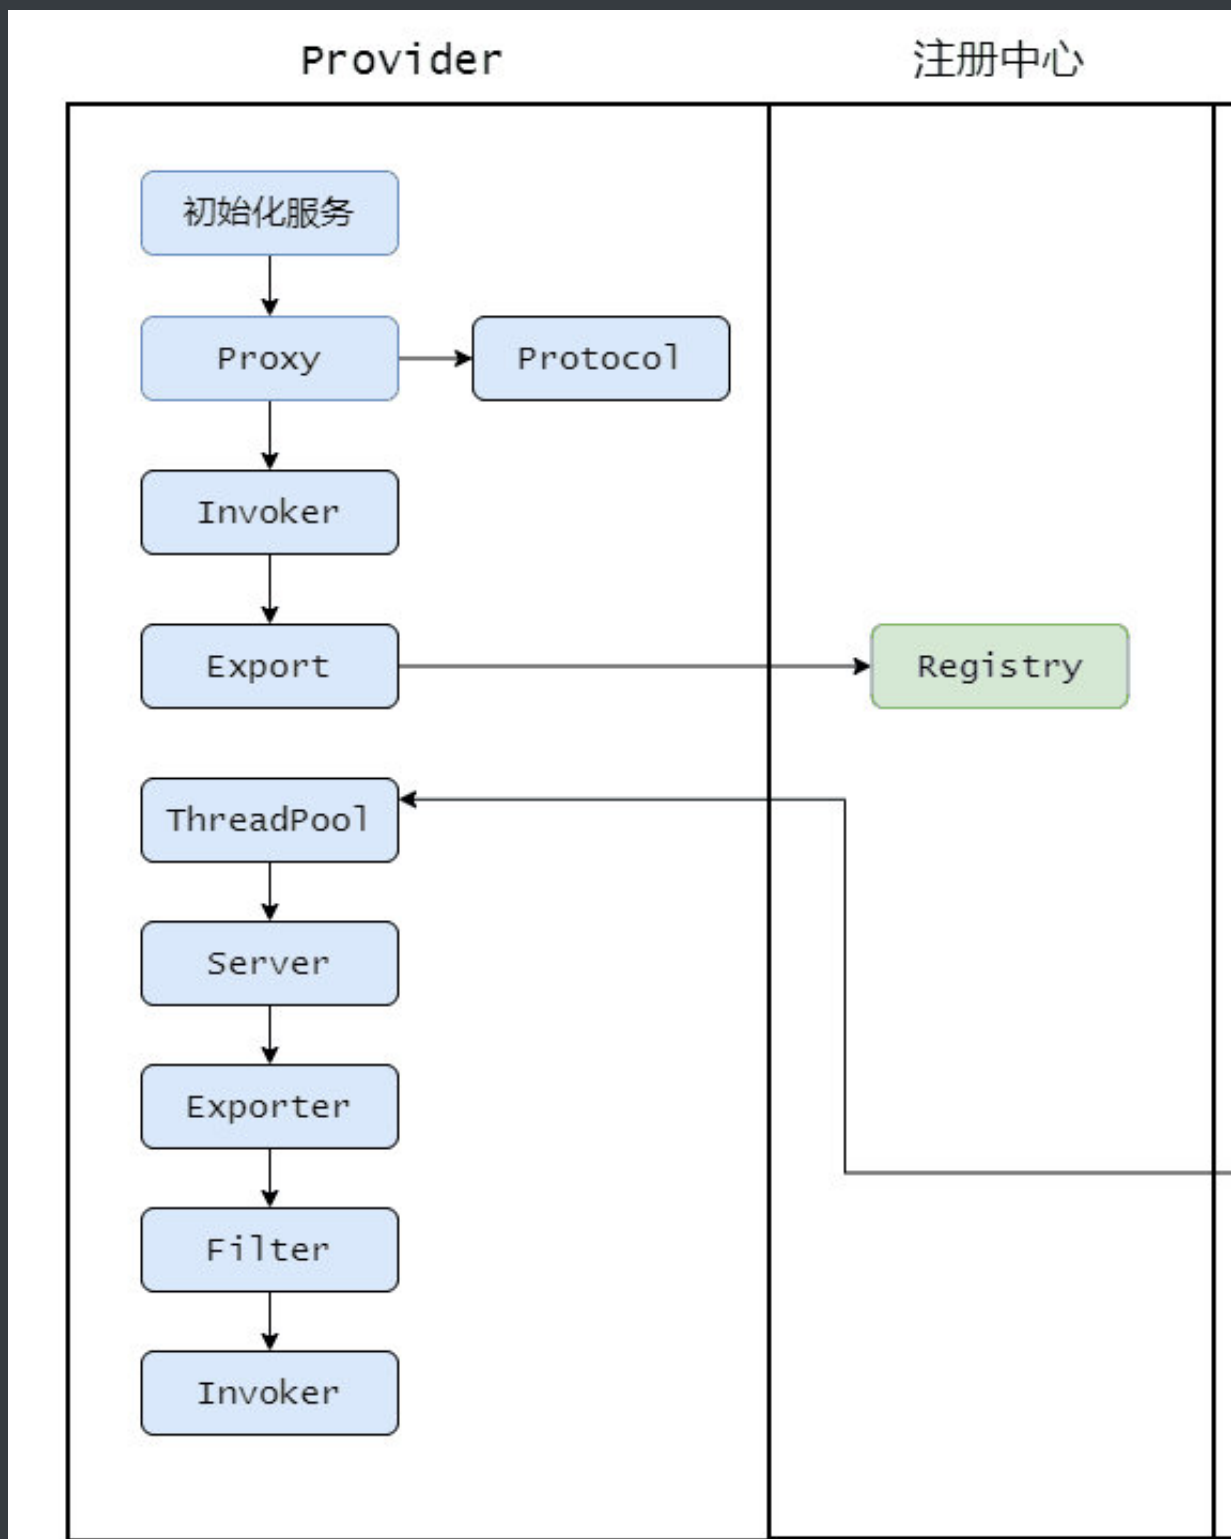 Provider
注册中心
初始化服务
Proxy
Protocol
Invoker
Export
Registry
ThreadPool
Server
Exporter
Filter
Invoker